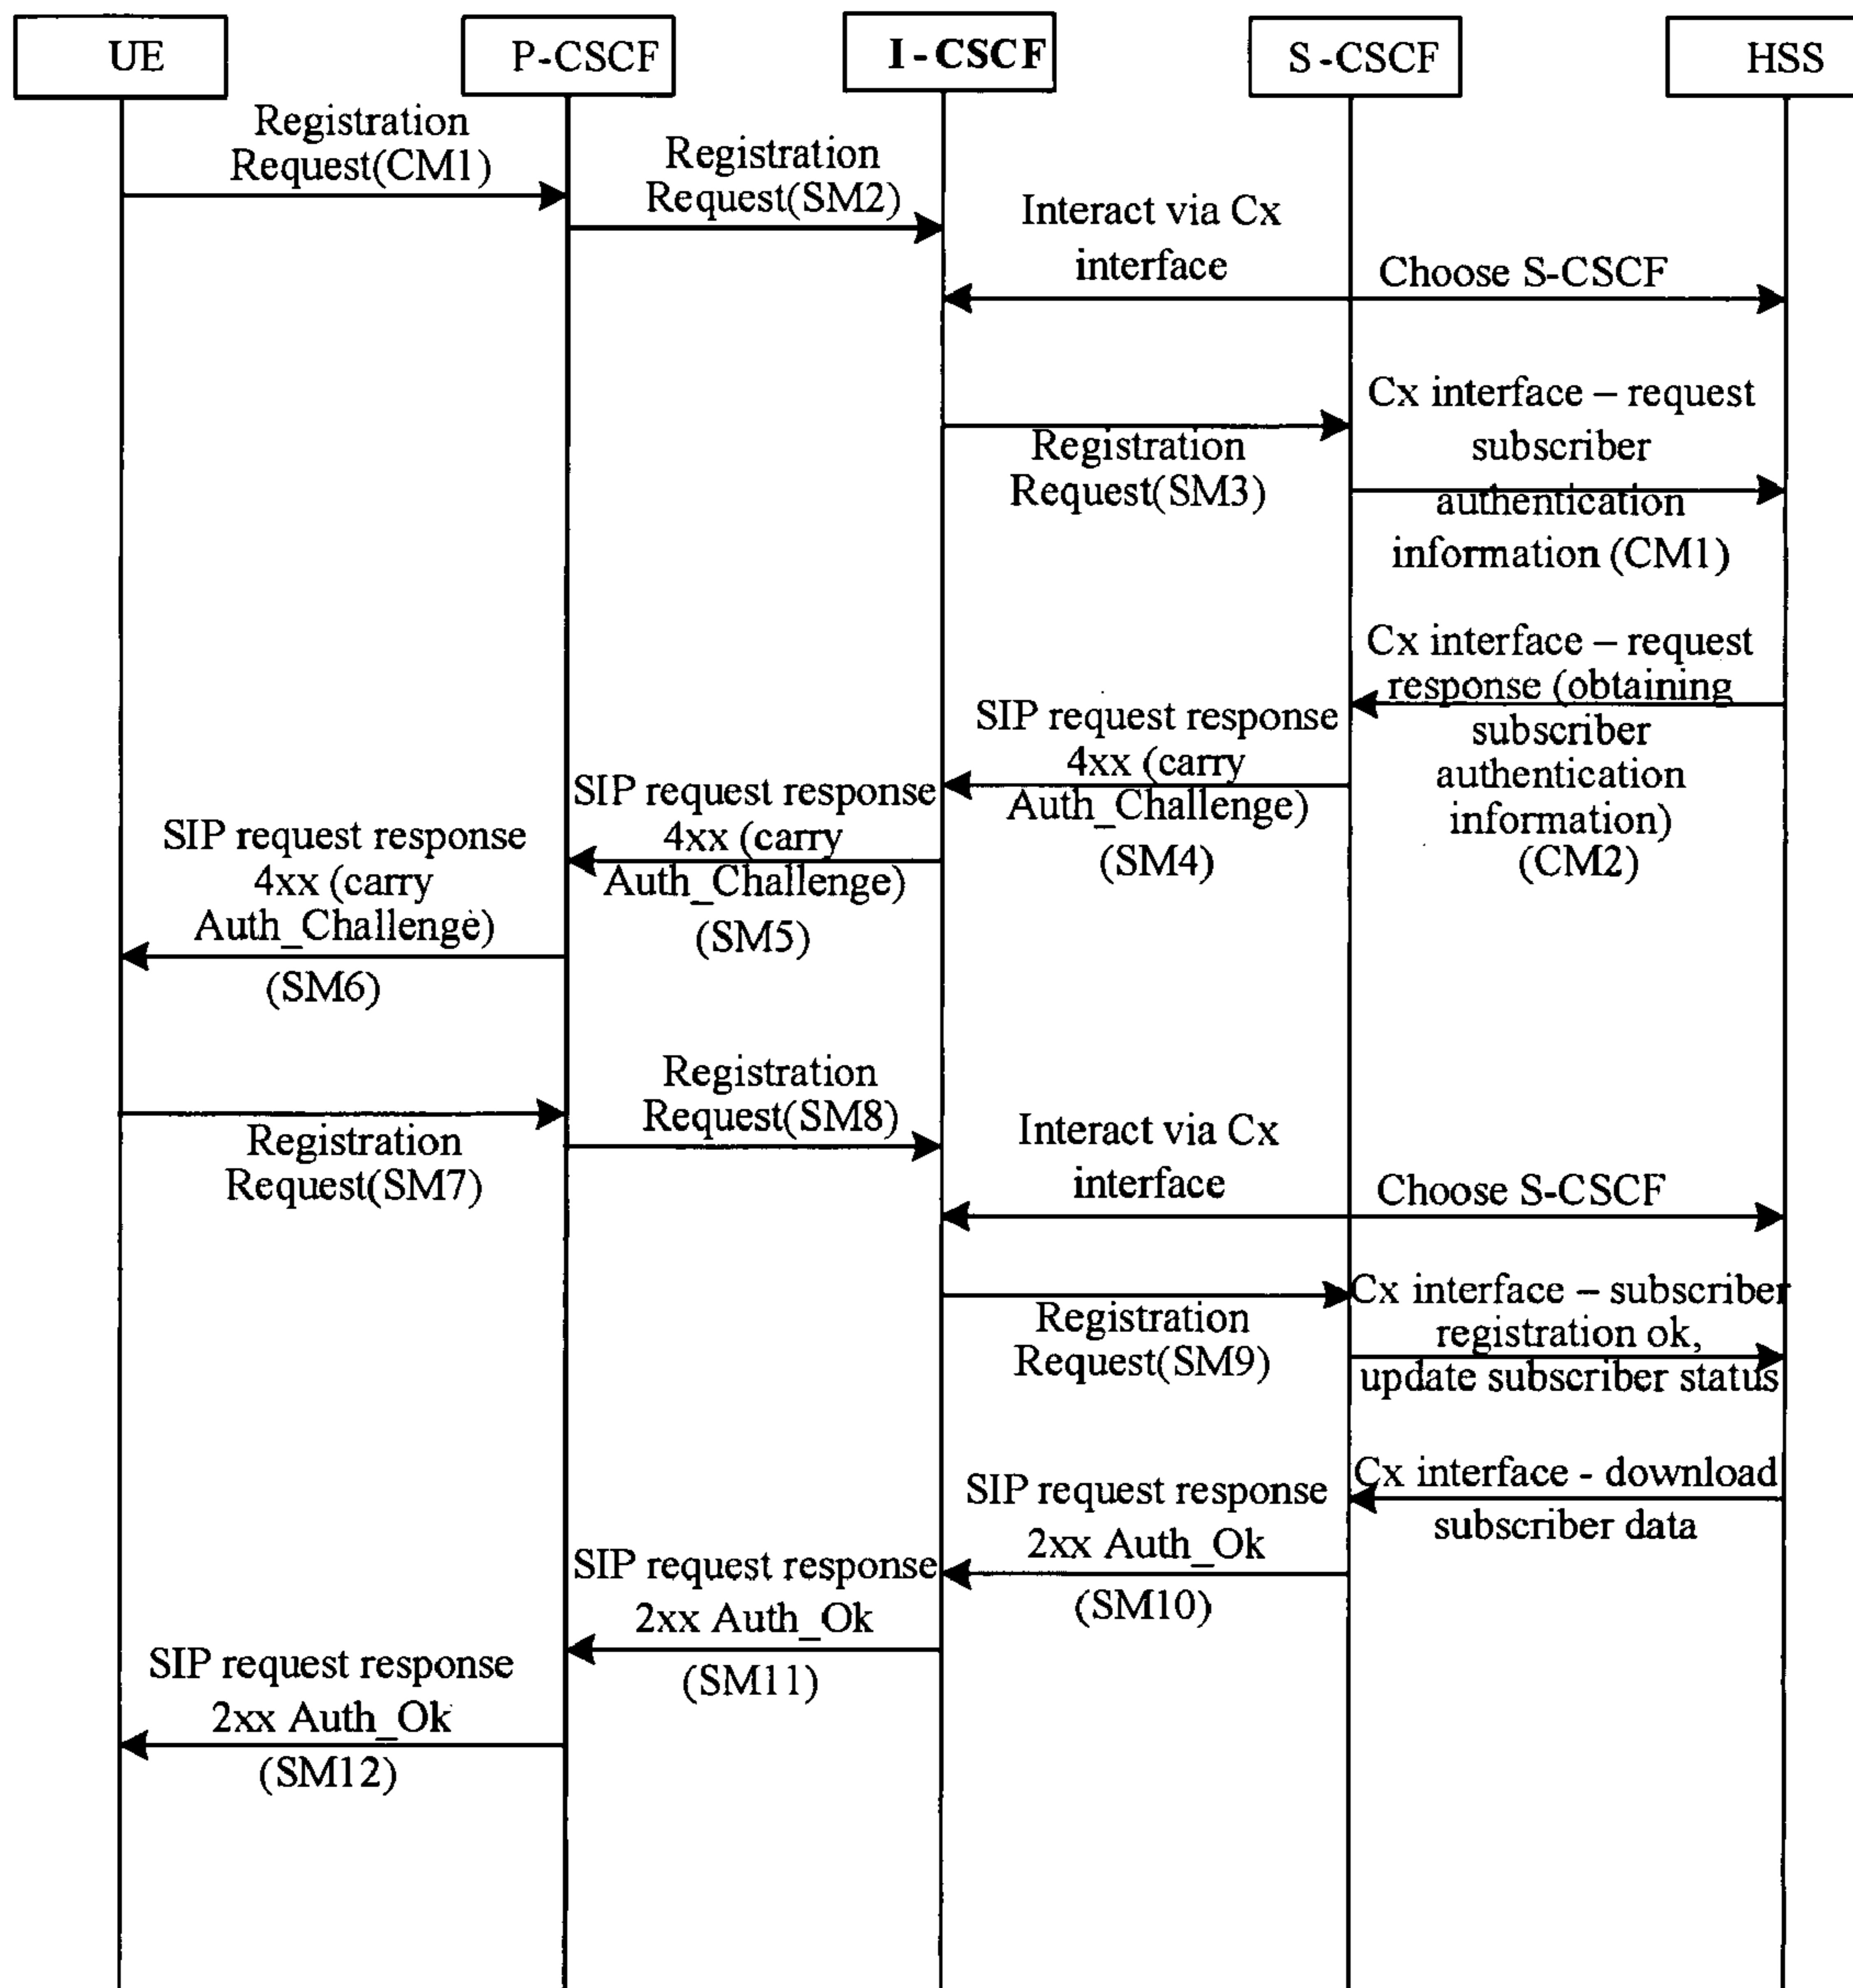 UE
P-CSCF
I-CSCF
S-CSCF
HSS
Registration
Request(CM1)
Registration
Request(SM2)
Interact via Cx
interface
Choose S-CSCF
Registration
Request(SM3)
Cx interface – request
subscriber
authentication
information (CM1)
Cx interface – request
response (obtaining
subscriber
authentication
information)
(CM2)
SIP request response
4xx (carry
Auth_Challenge)
(SM4)
SIP request response
4xx (carry
Auth_Challenge)
(SM5)
SIP request response
4xx (carry
Auth_Challenge)
(SM6)
Registration
Request(SM7)
Registration
Request(SM8)
Interact via Cx
interface
Choose S-CSCF
Registration
Request(SM9)
Cx interface – subscriber
registration ok,
update subscriber status
Cx interface - download
subscriber data
SIP request response
2xx Auth_Ok
(SM10)
SIP request response
2xx Auth_Ok
(SM11)
SIP request response
2xx Auth_Ok
(SM12)